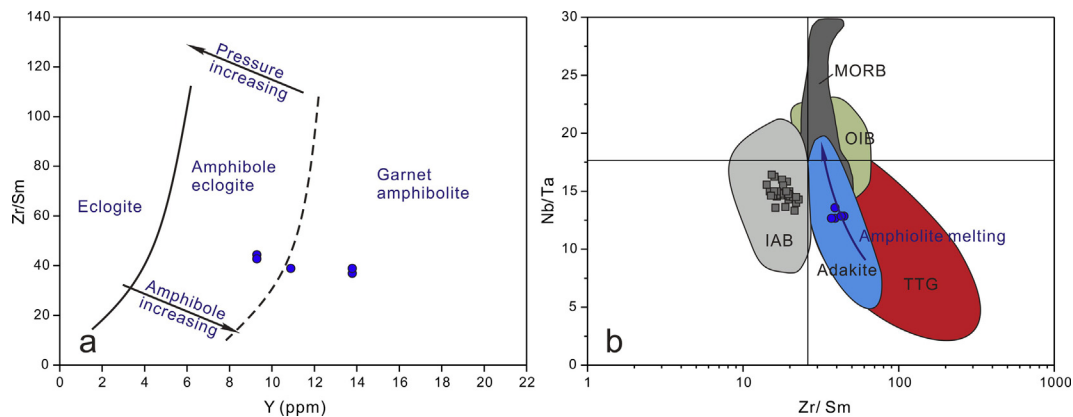 140
120
100
80
60
40
20
0
Zr/Sm
Pressure
increasing
Amphibole
eclogite
Garnet
amphibolite
Eclogite
Amphibole
increasing
a
0 2 4 6 8 10 12 14 16 18 20 22
Y (ppm)
30
25
20
15
10
5
0
Nb/Ta
MORB
OIB
IAB
Amphiolite melting
Adakite
TTG
b
1 10 100 1000
Zr/ Sm